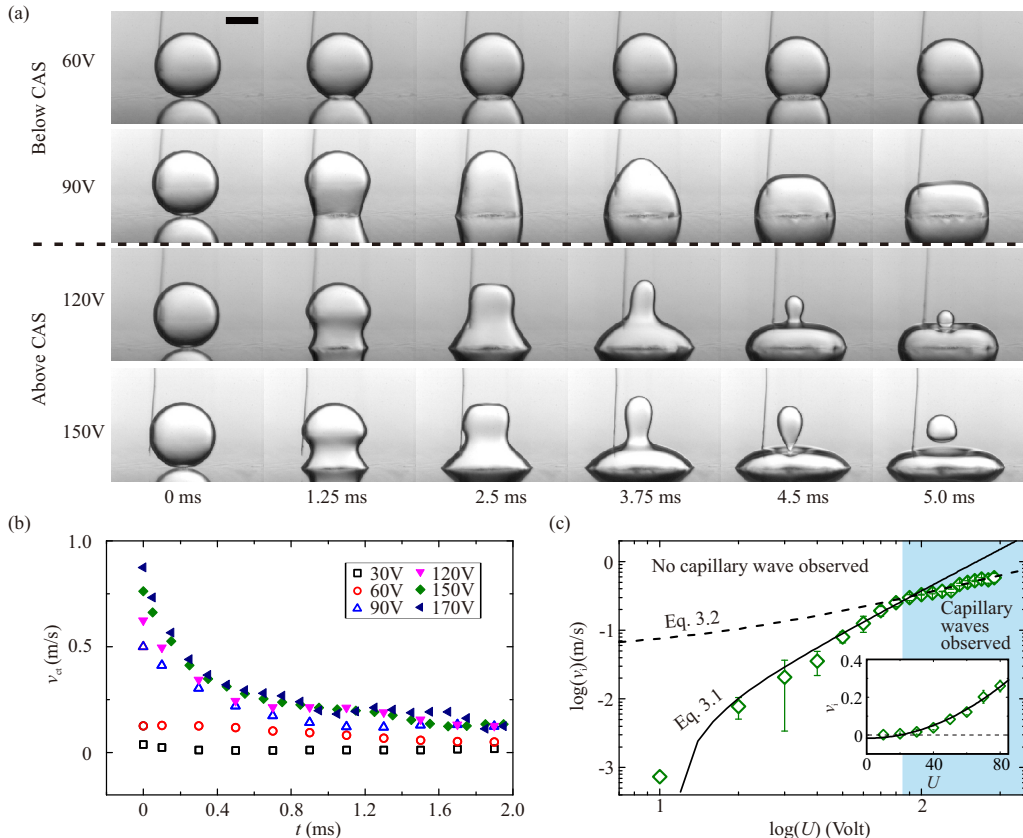 (a)
Below CAS
60V
90V
Above CAS
120V
150V
0 ms 1.25 ms 2.5 ms 3.75 ms 4.5 ms 5.0 ms
(b)
1.0
0.5
0
v_ct (m/s)
30V 120V
60V 150V
90V 170V
0 0.4 0.8 1.2 1.6 2.0
t (ms)
(c)
0
-1
-2
-3
log(v_i)(m/s)
No capillary wave observed
Eq. 3.2
Eq. 3.1
Capillary
waves
observed
0.4
0.2
0
v_i
0 40 80
U
1 2
log(U) (Volt)